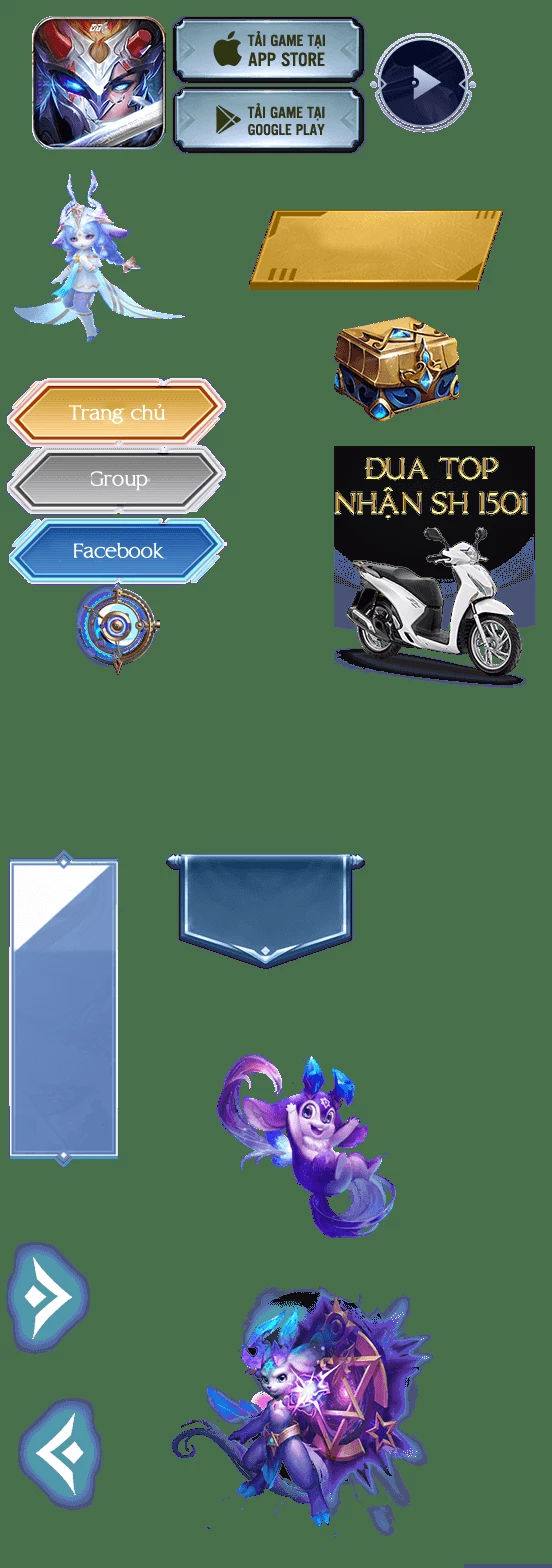 TẢI GAME TẠI
APP STORE
TẢI GAME TẠI
GOOGLE PLAY
Trang chủ
Group
Facebook
ĐUA TOP
NHẬN SH 150i